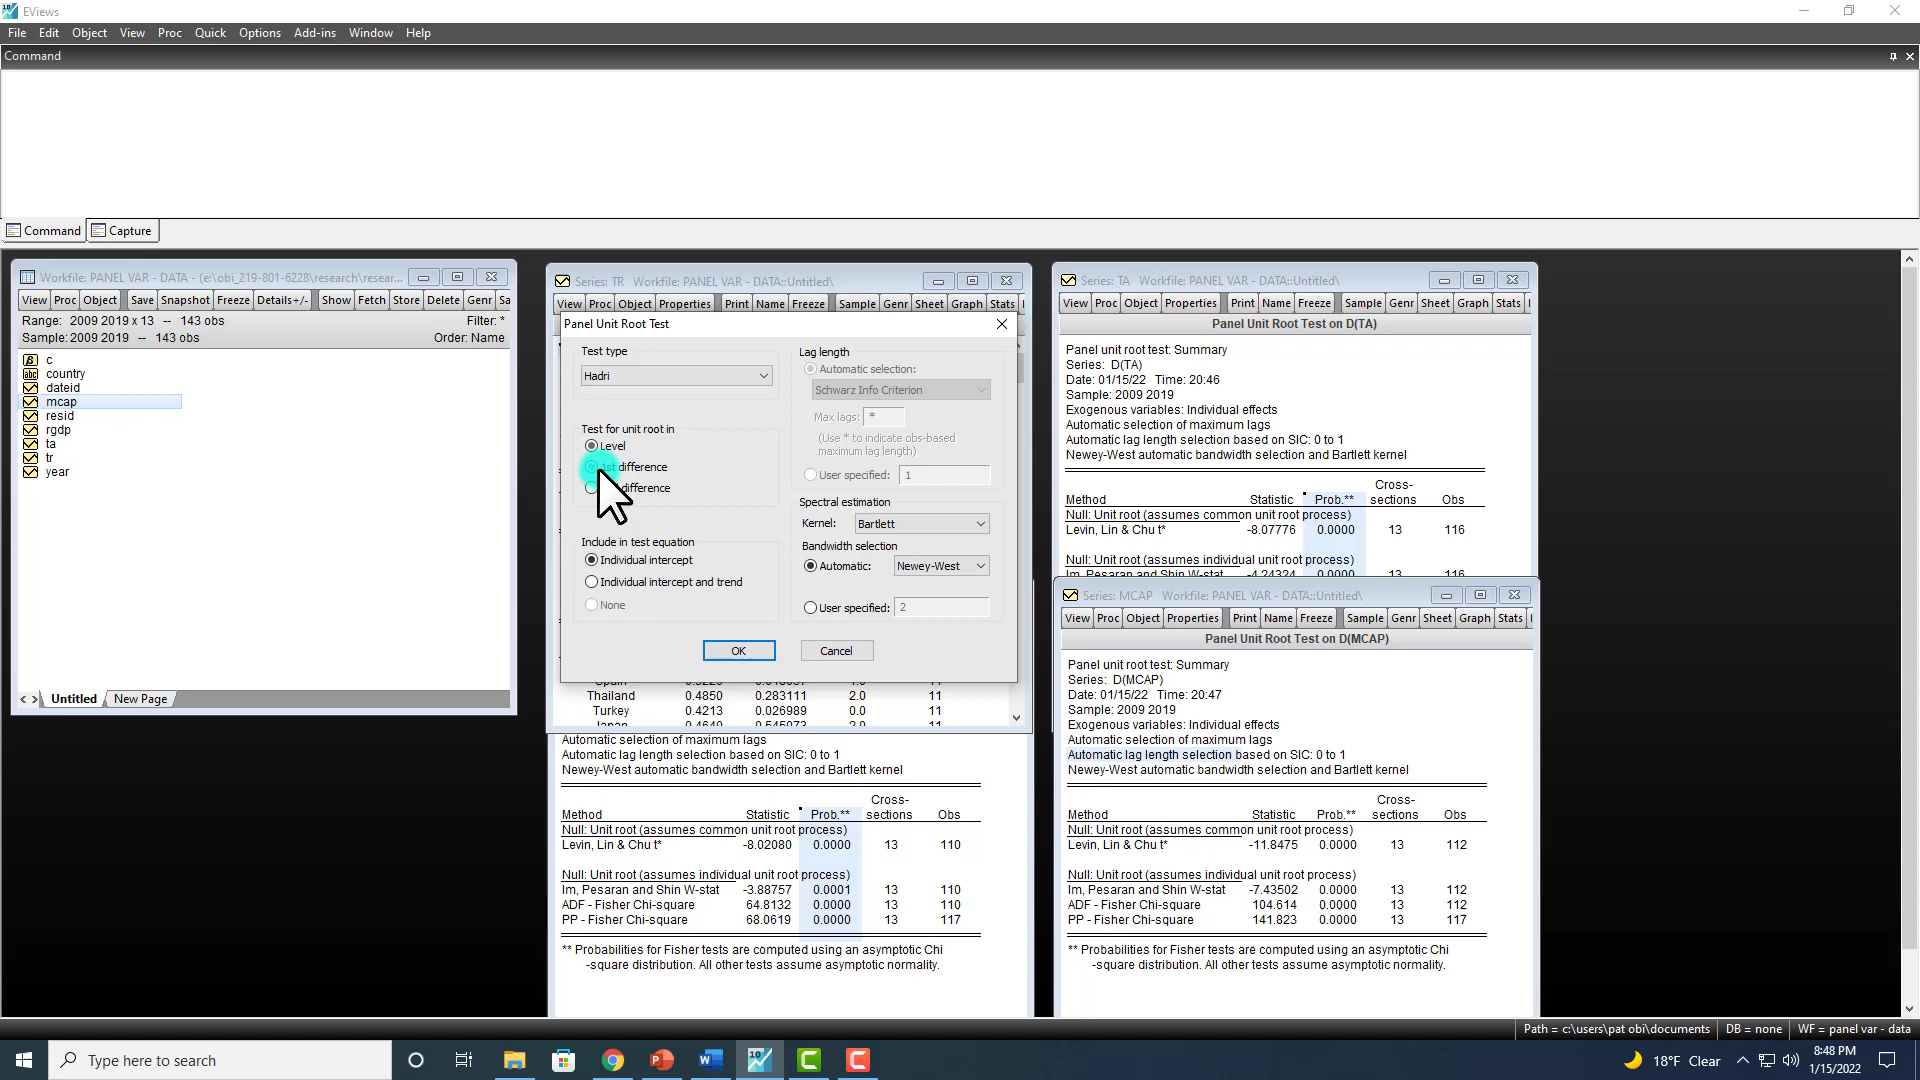 EViews
File Edit Object View Proc Quick Options Add-ins Window Help
Command
Command Capture
Workfile: PANEL VAR - DATA - (e:\obi_219-801-6228\research\resear...
View Proc Object Save Snapshot Freeze Details+/- Show Fetch Store Delete Genr Sa
Range: 2009 2019 x 13 -- 143 obs Filter: *
Sample: 2009 2019 -- 143 obs Order: Name
c
country
dateid
mcap
resid
rgdp
ta
tr
year
Untitled New Page
Series: TR Workfile: PANEL VAR - DATA::Untitled\
View Proc Object Properties Print Name Freeze Sample Genr Sheet Graph Stats
Panel Unit Root Test
Test type
Hadri
Test for unit root in
Level
1st difference
difference
Include in test equation
Individual intercept
Individual intercept and trend
None
Lag length
Automatic selection:
Schwarz Info Criterion
Max lags: *
(Use * to indicate obs-based
maximum lag length)
User specified: 1
Spectral estimation
Kernel: Bartlett
Bandwidth selection
Automatic: Newey-West
User specified: 2
OK Cancel
Thailand 0.4850 0.283111 2.0 11
Turkey 0.4213 0.026989 2.0 11
Automatic selection of maximum lags
Automatic lag length selection based on SIC: 0 to 1
Newey-West automatic bandwidth selection and Bartlett kernel
Cross-
Method Statistic Prob.** sections Obs
Null: Unit root (assumes common unit root process)
Levin, Lin & Chu t* -8.02080 0.0000 13 110
Null: Unit root (assumes individual unit root process)
Im, Pesaran and Shin W-stat -3.88757 0.0001 13 110
ADF - Fisher Chi-square 64.8132 0.0000 13 110
PP - Fisher Chi-square 68.0619 0.0000 13 117
** Probabilities for Fisher tests are computed using an asymptotic Chi
-square distribution. All other tests assume asymptotic normality.
Series: TA Workfile: PANEL VAR - DATA::Untitled\
View Proc Object Properties Print Name Freeze Sample Genr Sheet Graph Stats
Panel Unit Root Test on D(TA)
Panel unit root test: Summary
Series: D(TA)
Date: 01/15/22 Time: 20:46
Sample: 2009 2019
Exogenous variables: Individual effects
Automatic selection of maximum lags
Automatic lag length selection based on SIC: 0 to 1
Newey-West automatic bandwidth selection and Bartlett kernel
Cross-
Method Statistic Prob.** sections Obs
Null: Unit root (assumes common unit root process)
Levin, Lin & Chu t* -8.07776 0.0000 13 116
Null: Unit root (assumes individual unit root process)
Im, Pesaran and Shin W-stat -4.24324 0.0000 13 116
Series: MCAP Workfile: PANEL VAR - DATA::Untitled\
View Proc Object Properties Print Name Freeze Sample Genr Sheet Graph Stats
Panel Unit Root Test on D(MCAP)
Panel unit root test: Summary
Series: D(MCAP)
Date: 01/15/22 Time: 20:47
Sample: 2009 2019
Exogenous variables: Individual effects
Automatic selection of maximum lags
Automatic lag length selection based on SIC: 0 to 1
Newey-West automatic bandwidth selection and Bartlett kernel
Cross-
Method Statistic Prob.** sections Obs
Null: Unit root (assumes common unit root process)
Levin, Lin & Chu t* -11.8475 0.0000 13 112
Null: Unit root (assumes individual unit root process)
Im, Pesaran and Shin W-stat -7.43502 0.0000 13 112
ADF - Fisher Chi-square 104.614 0.0000 13 112
PP - Fisher Chi-square 141.823 0.0000 13 117
** Probabilities for Fisher tests are computed using an asymptotic Chi
-square distribution. All other tests assume asymptotic normality.
Path = c:\users\pat obi\documents DB = none WF = panel var - data
Type here to search
18°F Clear
8:48 PM
1/15/2022